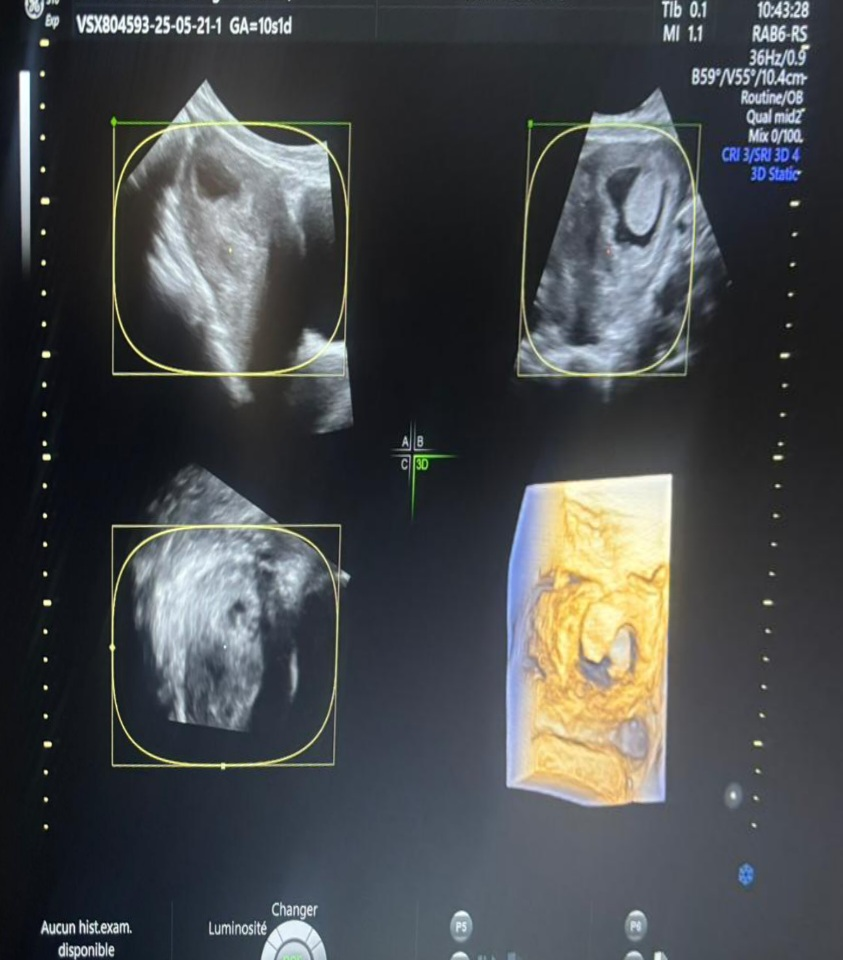 Exp
VSX804593-25-05-21-1 GA=10s1d
TIb 0.1
10:43:28
MI 1.1
RAB6-RS
36Hz/0.9
B59°/V55°/10.4cm
Routine/OB
Qual mid2
Mix 0/100
CRI 3/SRI 3D 4
3D Static
A B
C 3D
Changer
Aucun hist.exam.
disponible
Luminosité
P5
P6